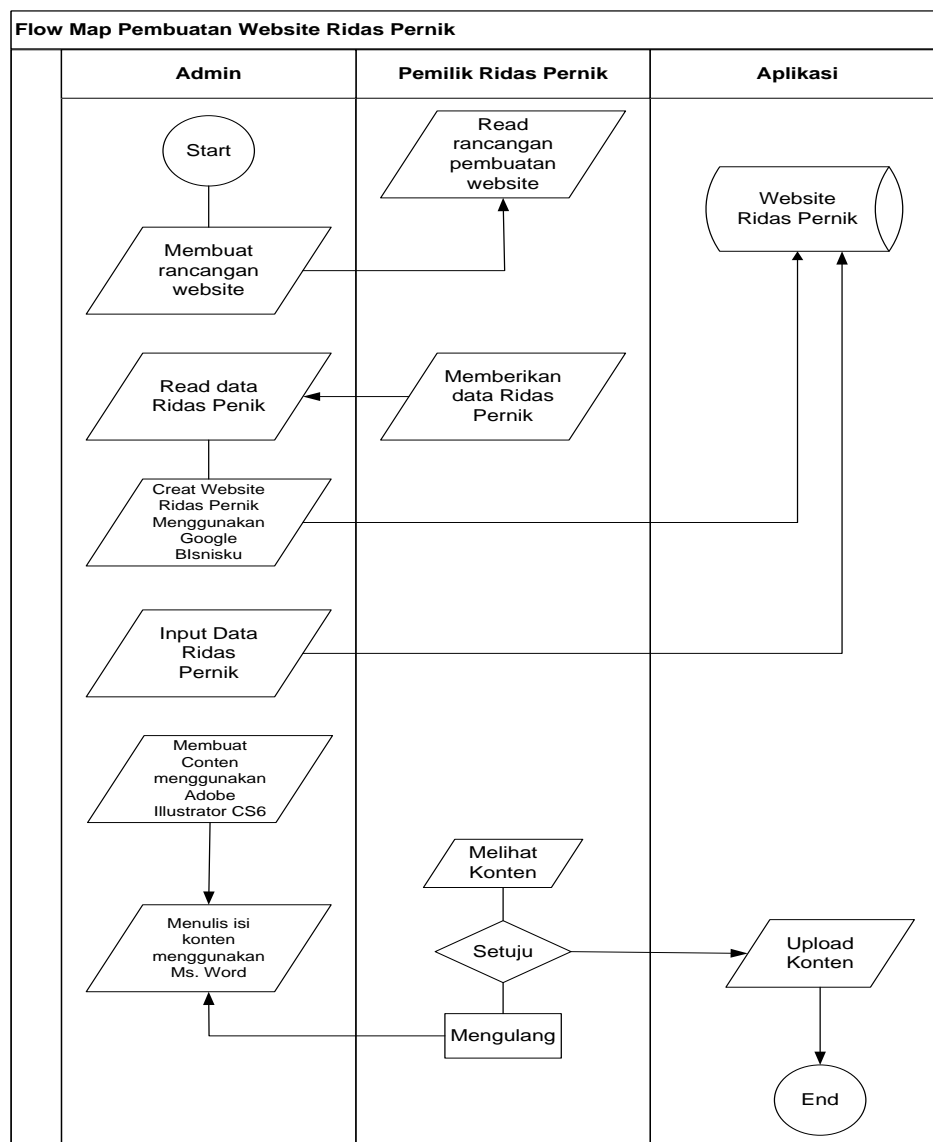 Flow Map Pembuatan Website Ridas Pernik
Admin
Pemilik Ridas Pernik
Aplikasi
Start
Read
rancangan
pembuatan
website
Website
Ridas Pernik
Membuat
rancangan
website
Read data
Ridas Penik
Memberikan
data Ridas
Pernik
Creat Website
Ridas Pernik
Menggunakan
Google
BIsnisku
Input Data
Ridas
Pernik
Membuat
Conten
menggunakan
Adobe
Illustrator CS6
Melihat
Konten
Menulis isi
konten
menggunakan
Ms. Word
Setuju
Upload
Konten
Mengulang
End